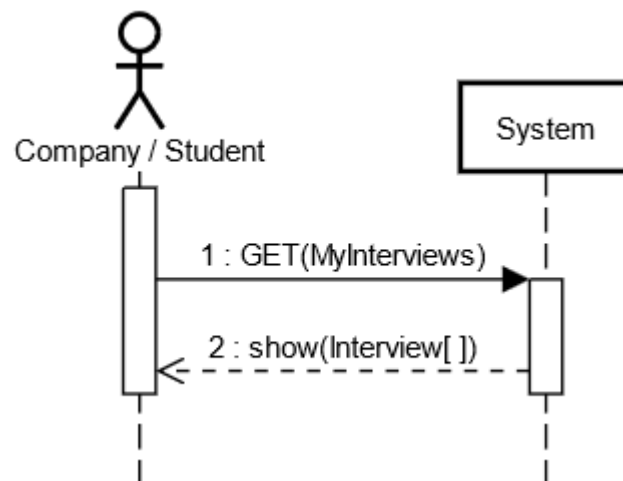 Company / Student
System
1 : GET(MyInterviews)
2 : show(Interview[ ])